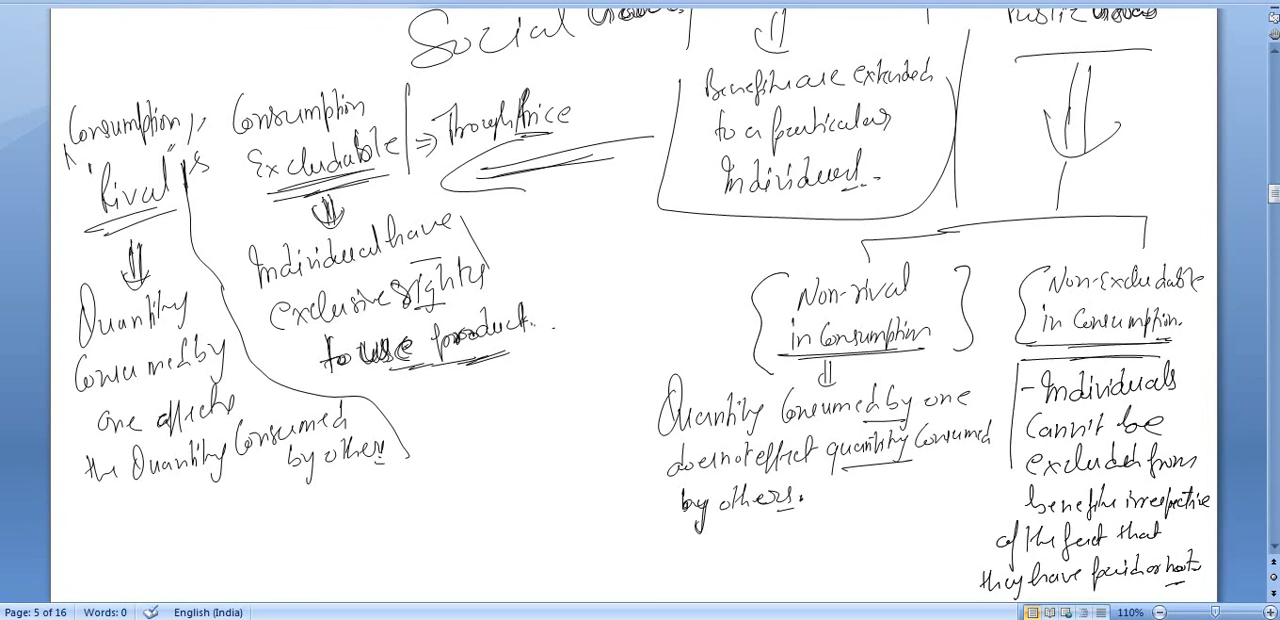 Social Goods
Public Goods
Consumption is
"Rival"
Quantity
Consumed by
one affects
the Quantity Consumed
by others
Consumption
Excludable
⇒ Through Price
Individual have
exclusive rights
to use product.
Benefit are extended
to a particular
Individual.
Non-rival
in Consumption
Quantity Consumed by one
does not effect quantity Consumed
by others.
Non-Excludable
in Consumption.
- Individuals
Cannot be
excluded from
benefits irrespective
of the fact that
they have paid or not
Page: 5 of 16
Words: 0
English (India)
110%